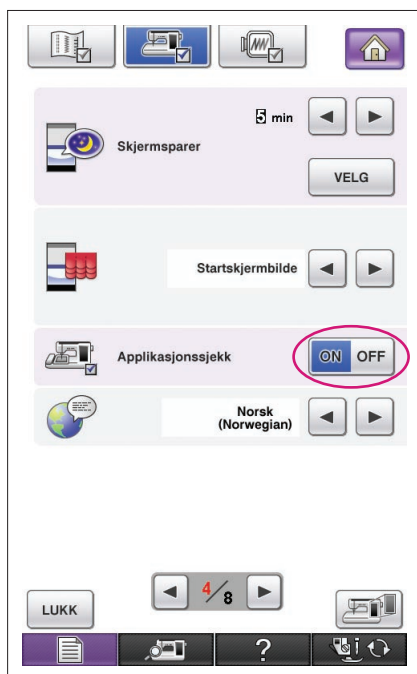 5 min
Skjermsparer
VELG
Startskjermbilde
Applikasjonssjekk
ON OFF
Norsk
(Norwegian)
4/8
LUKK
?